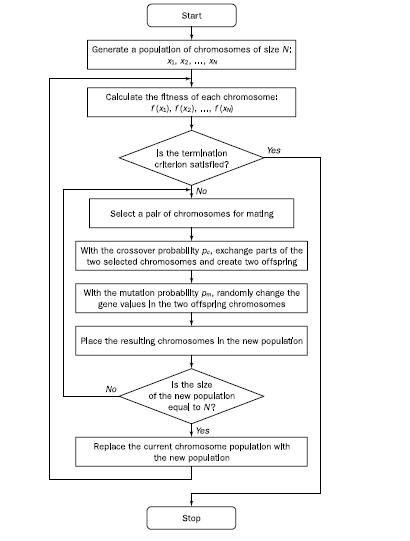 Start
Generate a population of chromosomes of size N:
x₁, x₂, ..., x_N
Calculate the fitness of each chromosome:
f (x₁), f (x₂), ..., f (x_N)
Is the termination
criterion satisfied?
Yes
No
Select a pair of chromosomes for mating
With the crossover probability p_c, exchange parts of the
two selected chromosomes and create two offspring
With the mutation probability p_m, randomly change the
gene values in the two offspring chromosomes
Place the resulting chromosomes in the new population
Is the size
of the new population
equal to N?
No
Yes
Replace the current chromosome population with
the new population
Stop